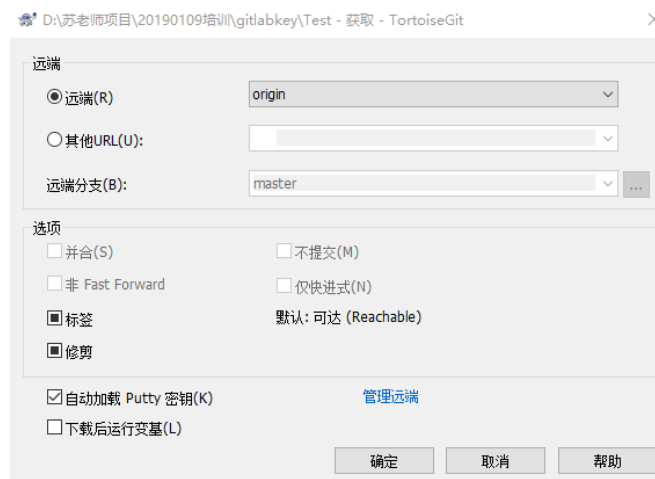 D:\苏老师项目\20190109培训\gitlabkey\Test - 获取 - TortoiseGit
远端
远端(R)
origin
其他URL(U):
远端分支(B):
master
...
选项
并合(S)
不提交(M)
非 Fast Forward
仅快进式(N)
标签
默认: 可达 (Reachable)
修剪
自动加载 Putty 密钥(K)
管理远端
下载后运行变基(L)
确定
取消
帮助